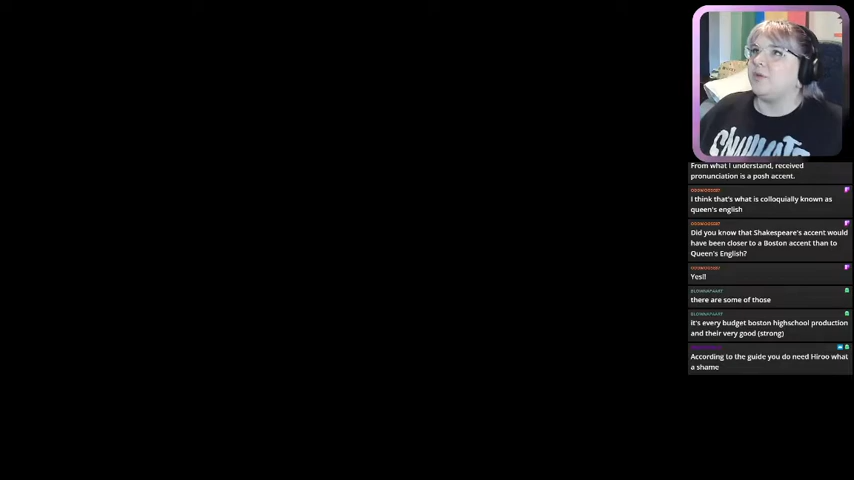 From what I understand, received
pronunciation is a posh accent.
I think that's what is colloquially known as
queen's english
Did you know that Shakespeare's accent would
have been closer to a Boston accent than to
Queen's English?
Yes!!
there are some of those
it's every budget boston highschool production
and their very good (strong)
According to the guide you do need Hiroo what
a shame